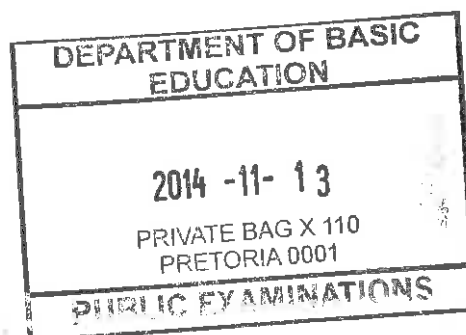 DEPARTMENT OF BASIC
EDUCATION
2014 -11- 13
PRIVATE BAG X 110
PRETORIA 0001
PUBLIC EXAMINATIONS